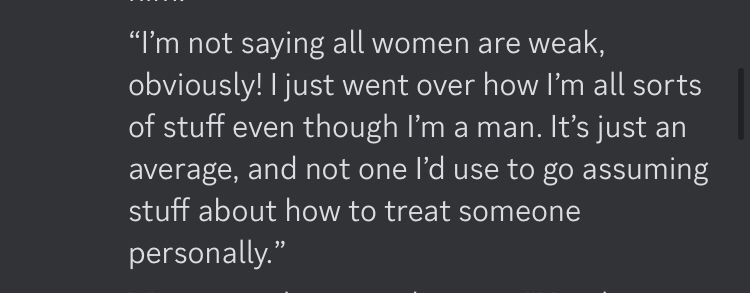 “I’m not saying all women are weak,
obviously! I just went over how I’m all sorts
of stuff even though I’m a man. It’s just an
average, and not one I’d use to go assuming
stuff about how to treat someone
personally.”